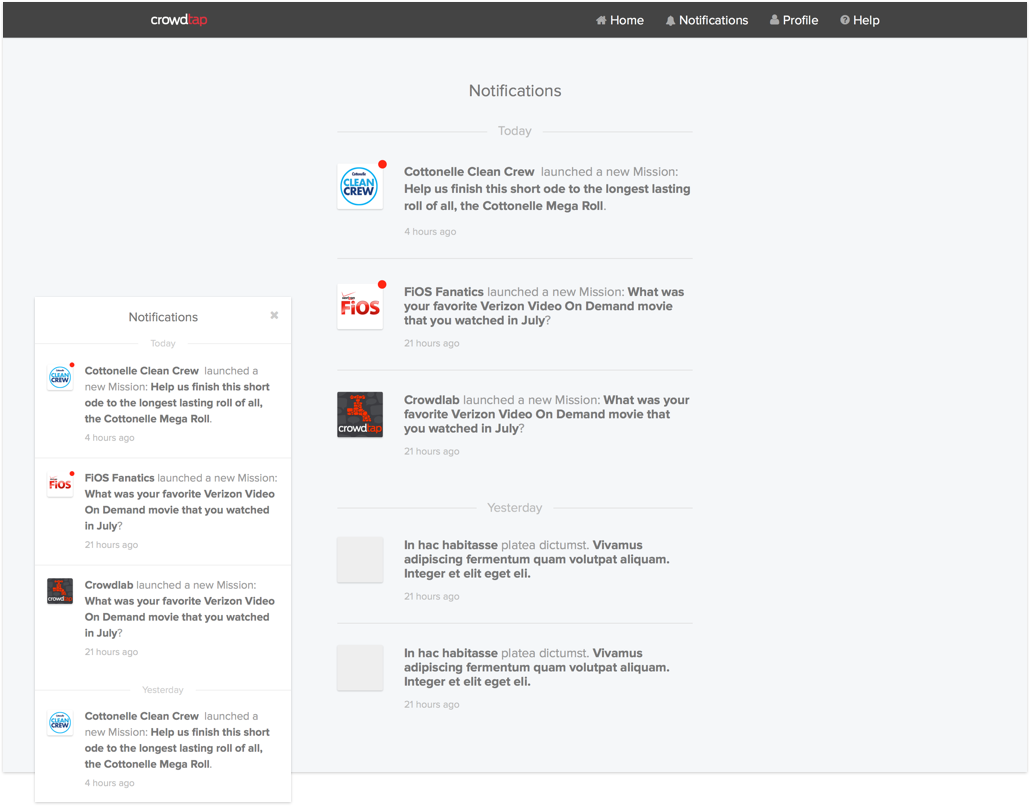 crowdtap
Home Notifications Profile Help
Notifications
Today
Cottonelle
CLEAN
CREW
Cottonelle Clean Crew launched a new Mission:
Help us finish this short ode to the longest lasting
roll of all, the Cottonelle Mega Roll.
4 hours ago
verizon
FiOS
FiOS Fanatics launched a new Mission: What was
your favorite Verizon Video On Demand movie
that you watched in July?
21 hours ago
crowdtap
Crowdlab launched a new Mission: What was your
favorite Verizon Video On Demand movie that
you watched in July?
21 hours ago
Yesterday
In hac habitasse platea dictumst. Vivamus
adipiscing fermentum quam volutpat aliquam.
Integer et elit eget eli.
21 hours ago
In hac habitasse platea dictumst. Vivamus
adipiscing fermentum quam volutpat aliquam.
Integer et elit eget eli.
21 hours ago
Notifications
Today
CLEAN
CREW
Cottonelle Clean Crew launched a
new Mission: Help us finish this short
ode to the longest lasting roll of all,
the Cottonelle Mega Roll.
4 hours ago
FiOS
FiOS Fanatics launched a new Mission:
What was your favorite Verizon Video
On Demand movie that you watched
in July?
21 hours ago
crowdtap
Crowdlab launched a new Mission:
What was your favorite Verizon Video
On Demand movie that you watched
in July?
21 hours ago
Yesterday
CLEAN
CREW
Cottonelle Clean Crew launched a
new Mission: Help us finish this short
ode to the longest lasting roll of all,
the Cottonelle Mega Roll.
4 hours ago